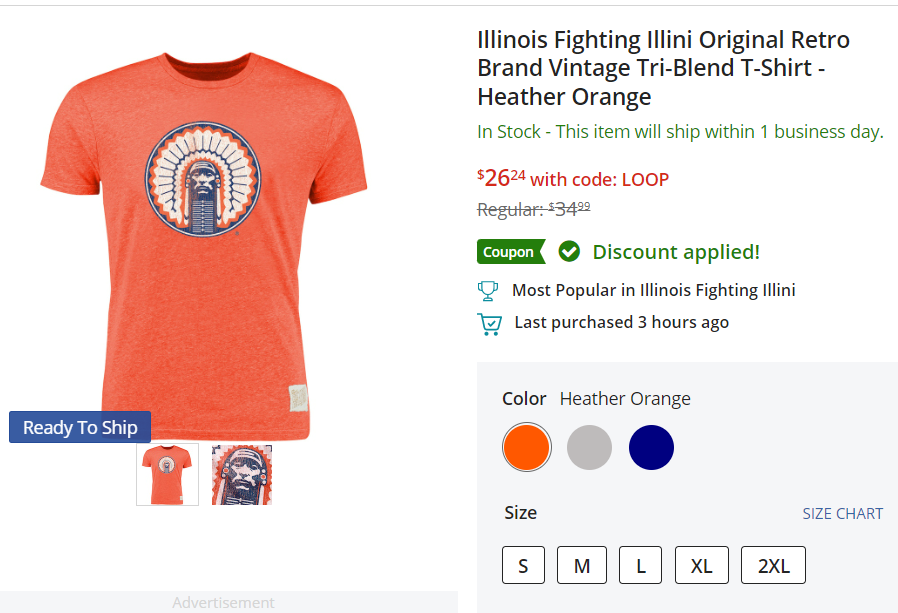 Illinois Fighting Illini Original Retro
Brand Vintage Tri-Blend T-Shirt -
Heather Orange
In Stock - This item will ship within 1 business day.
$26.24 with code: LOOP
Regular: $34.99
Coupon Discount applied!
Most Popular in Illinois Fighting Illini
Last purchased 3 hours ago
Ready To Ship
Color Heather Orange
Size SIZE CHART
S M L XL 2XL
Advertisement